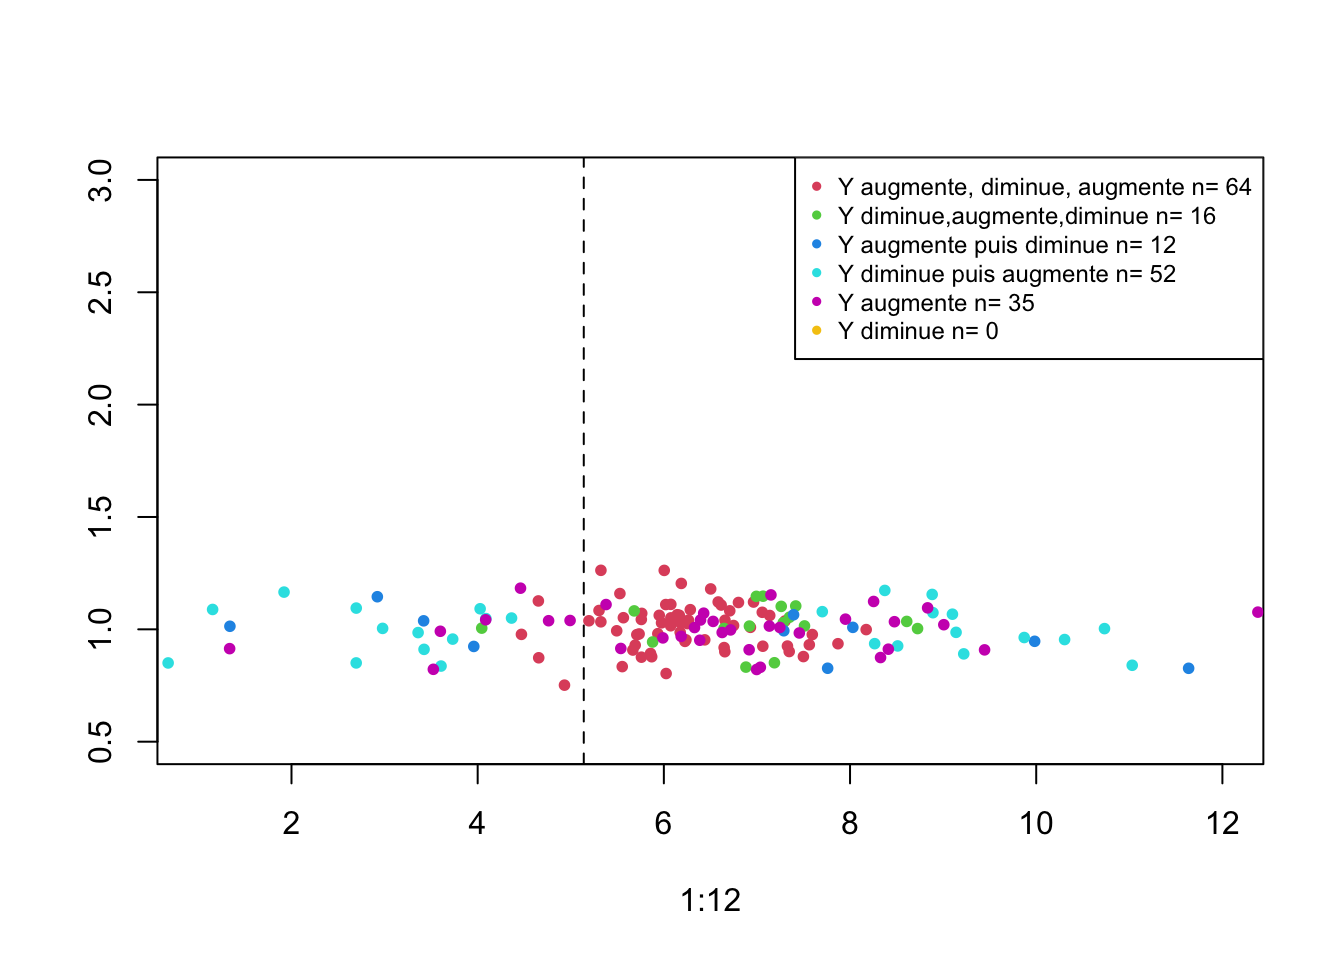 3.0
2.5
2.0
1.5
1.0
0.5
Y augmente, diminue, augmente n= 64
Y diminue,augmente,diminue n= 16
Y augmente puis diminue n= 12
Y diminue puis augmente n= 52
Y augmente n= 35
Y diminue n= 0
2 4 6 8 10 12
1:12